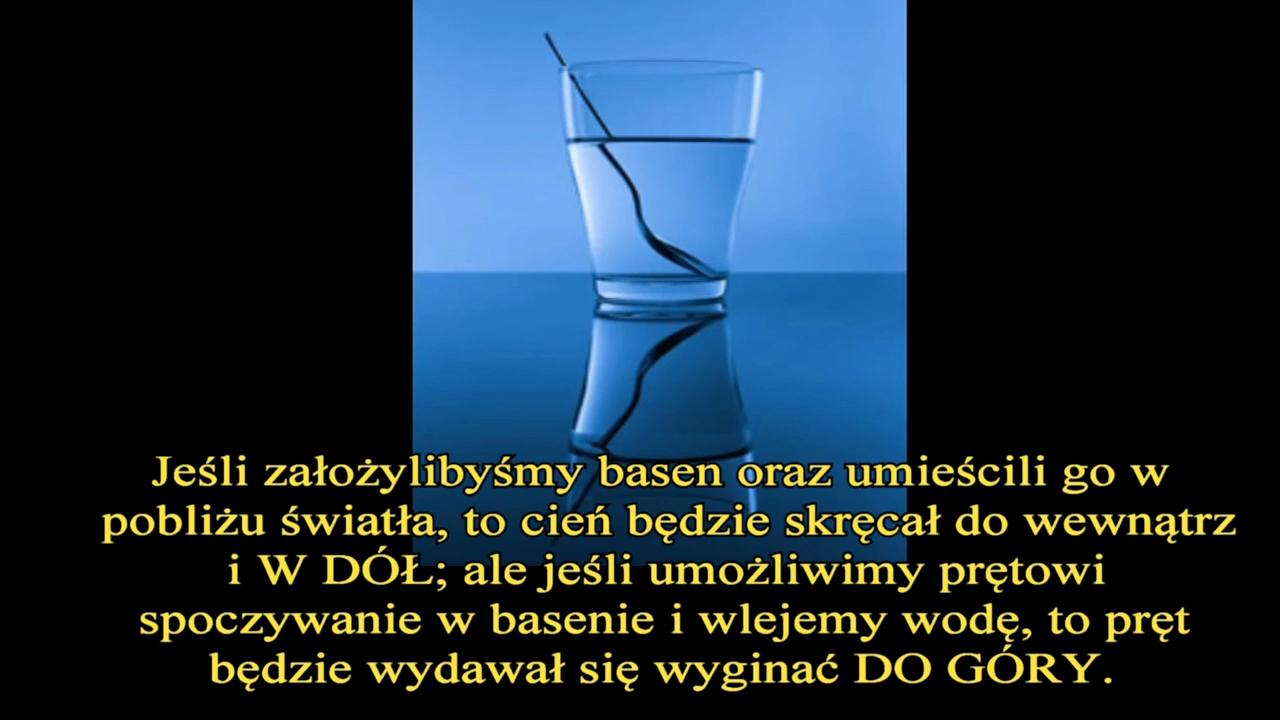 Jeśli założylibyśmy basen oraz umieścili go w
pobliżu światła, to cień będzie skręcał do wewnątrz
i W DÓŁ; ale jeśli umożliwimy prętowi
spoczywanie w basenie i wlejemy wodę, to pręt
będzie wydawał się wyginać DO GÓRY.